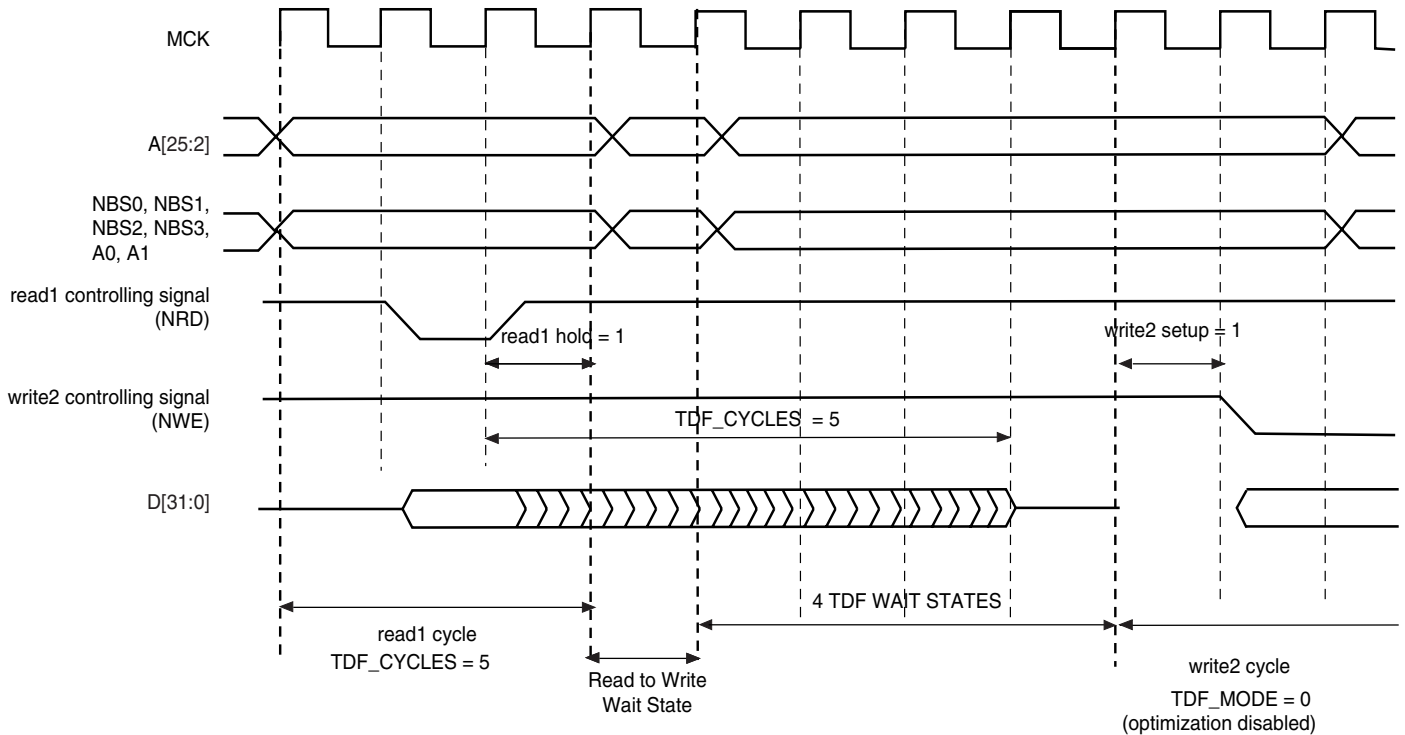 MCK
A[25:2]
NBS0, NBS1,
NBS2, NBS3,
A0, A1
read1 controlling signal
(NRD)
read1 hold = 1
write2 setup = 1
write2 controlling signal
(NWE)
TDF_CYCLES = 5
D[31:0]
4 TDF WAIT STATES
read1 cycle
TDF_CYCLES = 5
Read to Write
Wait State
write2 cycle
TDF_MODE = 0
(optimization disabled)